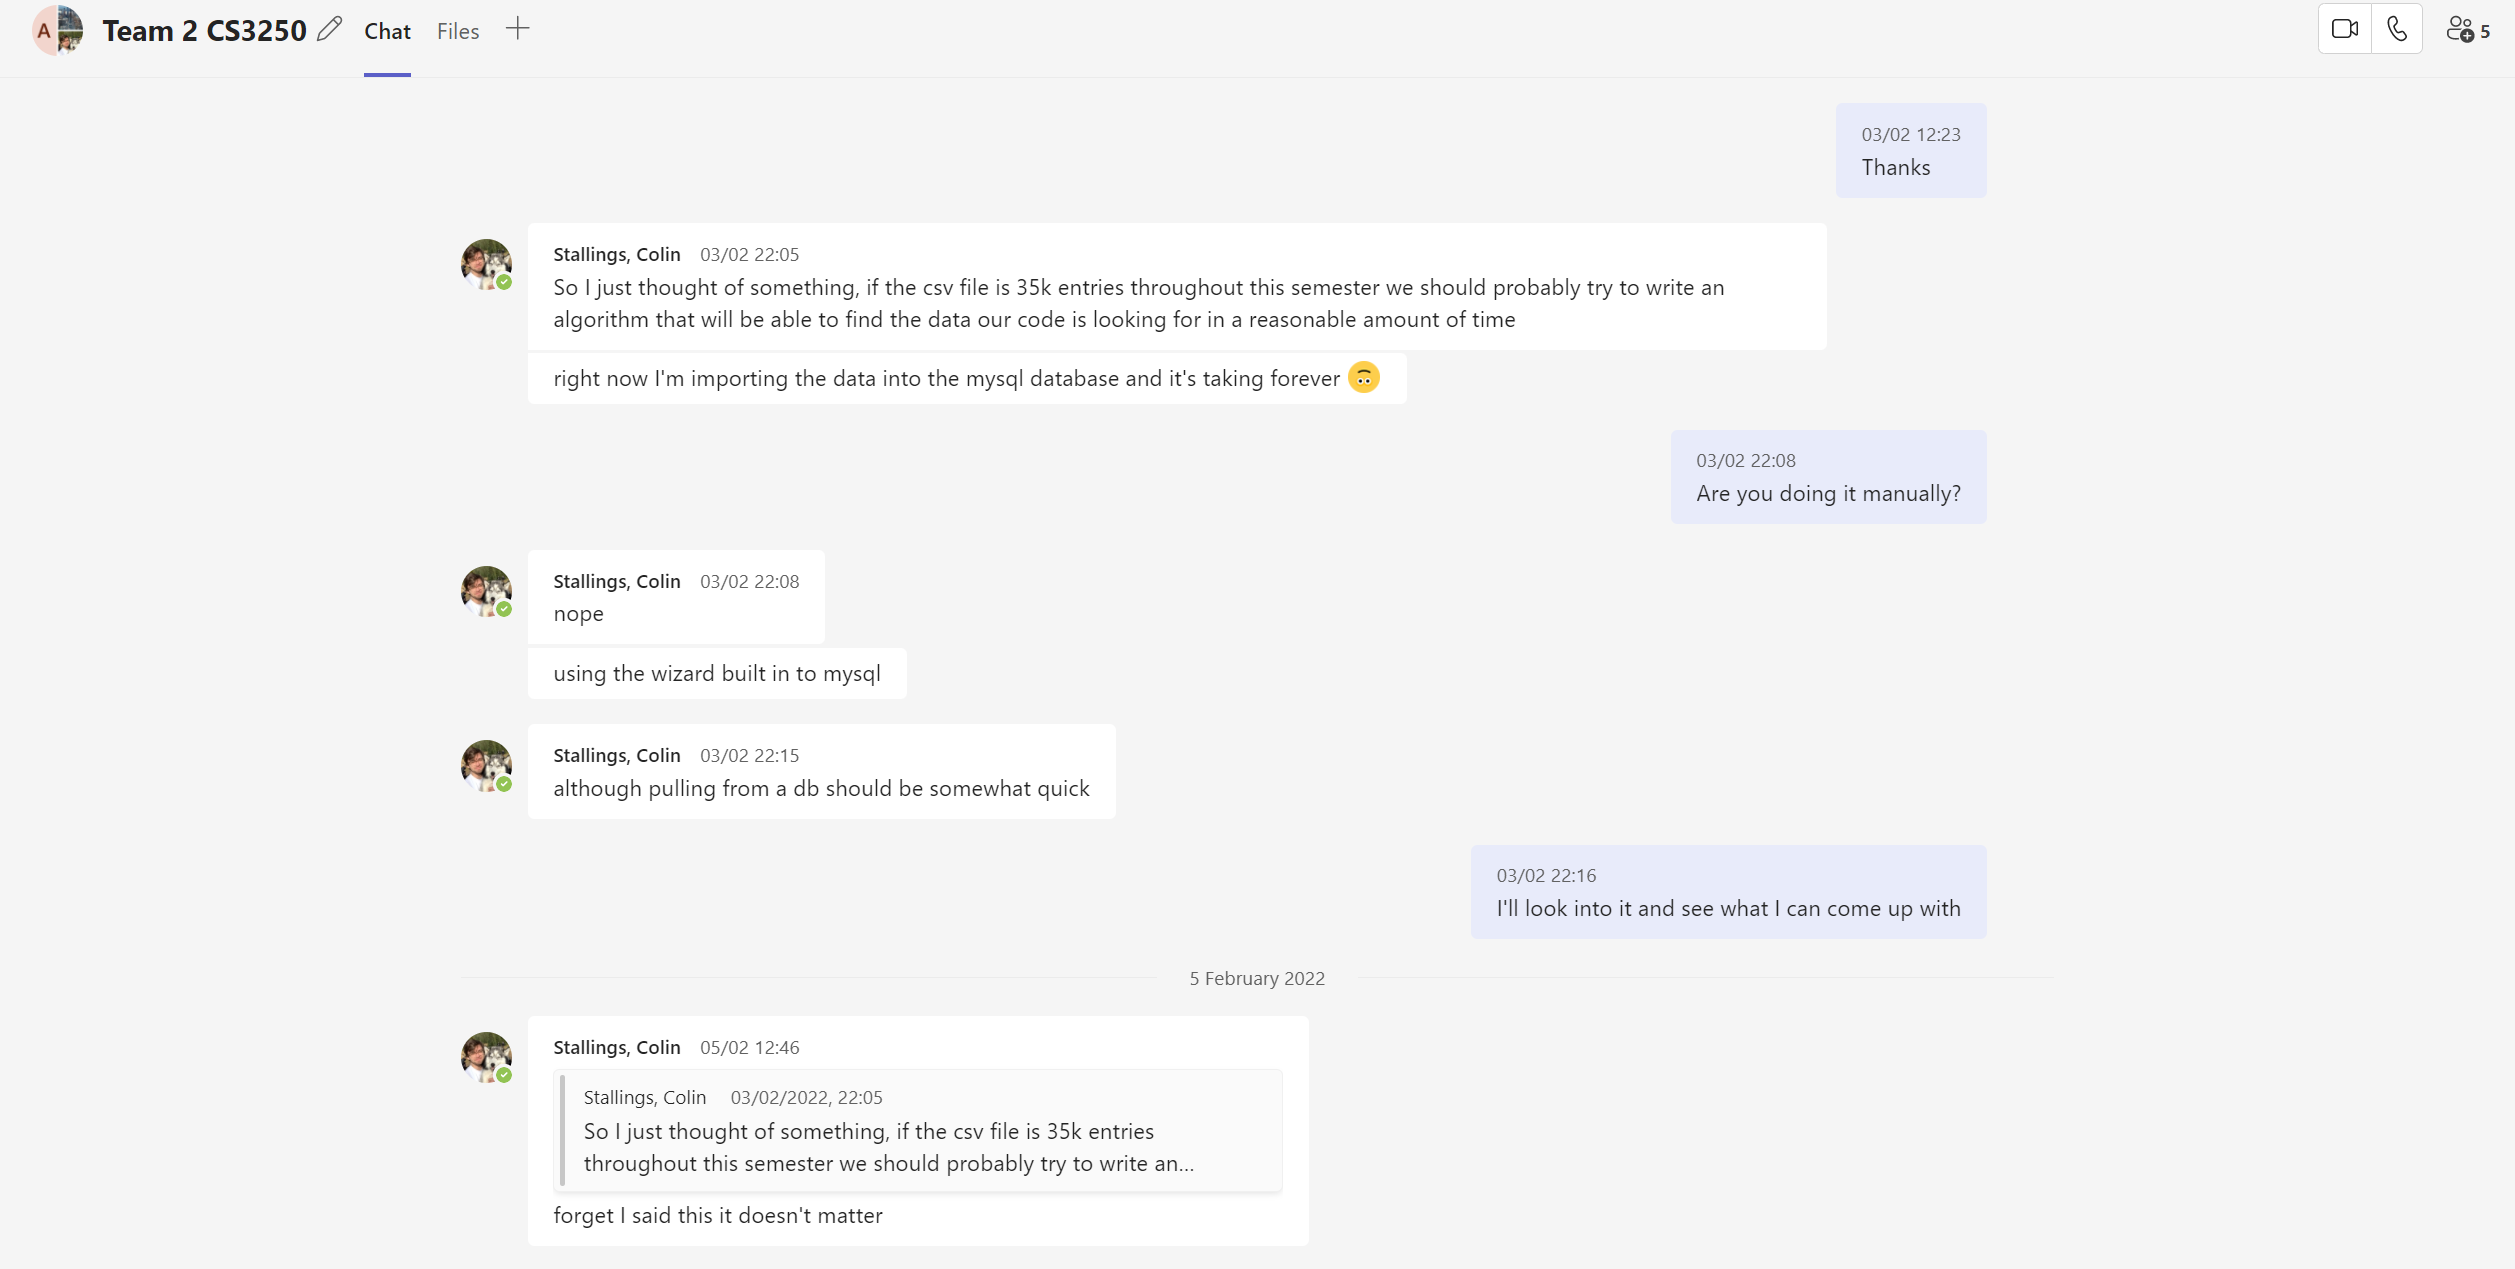 A
Team 2 CS3250
Chat
Files
5
03/02 12:23
Thanks
Stallings, Colin 03/02 22:05
So I just thought of something, if the csv file is 35k entries throughout this semester we should probably try to write an
algorithm that will be able to find the data our code is looking for in a reasonable amount of time
right now I'm importing the data into the mysql database and it's taking forever 🙃
03/02 22:08
Are you doing it manually?
Stallings, Colin 03/02 22:08
nope
using the wizard built in to mysql
Stallings, Colin 03/02 22:15
although pulling from a db should be somewhat quick
03/02 22:16
I'll look into it and see what I can come up with
5 February 2022
Stallings, Colin 05/02 12:46
Stallings, Colin 03/02/2022, 22:05
So I just thought of something, if the csv file is 35k entries
throughout this semester we should probably try to write an...
forget I said this it doesn't matter